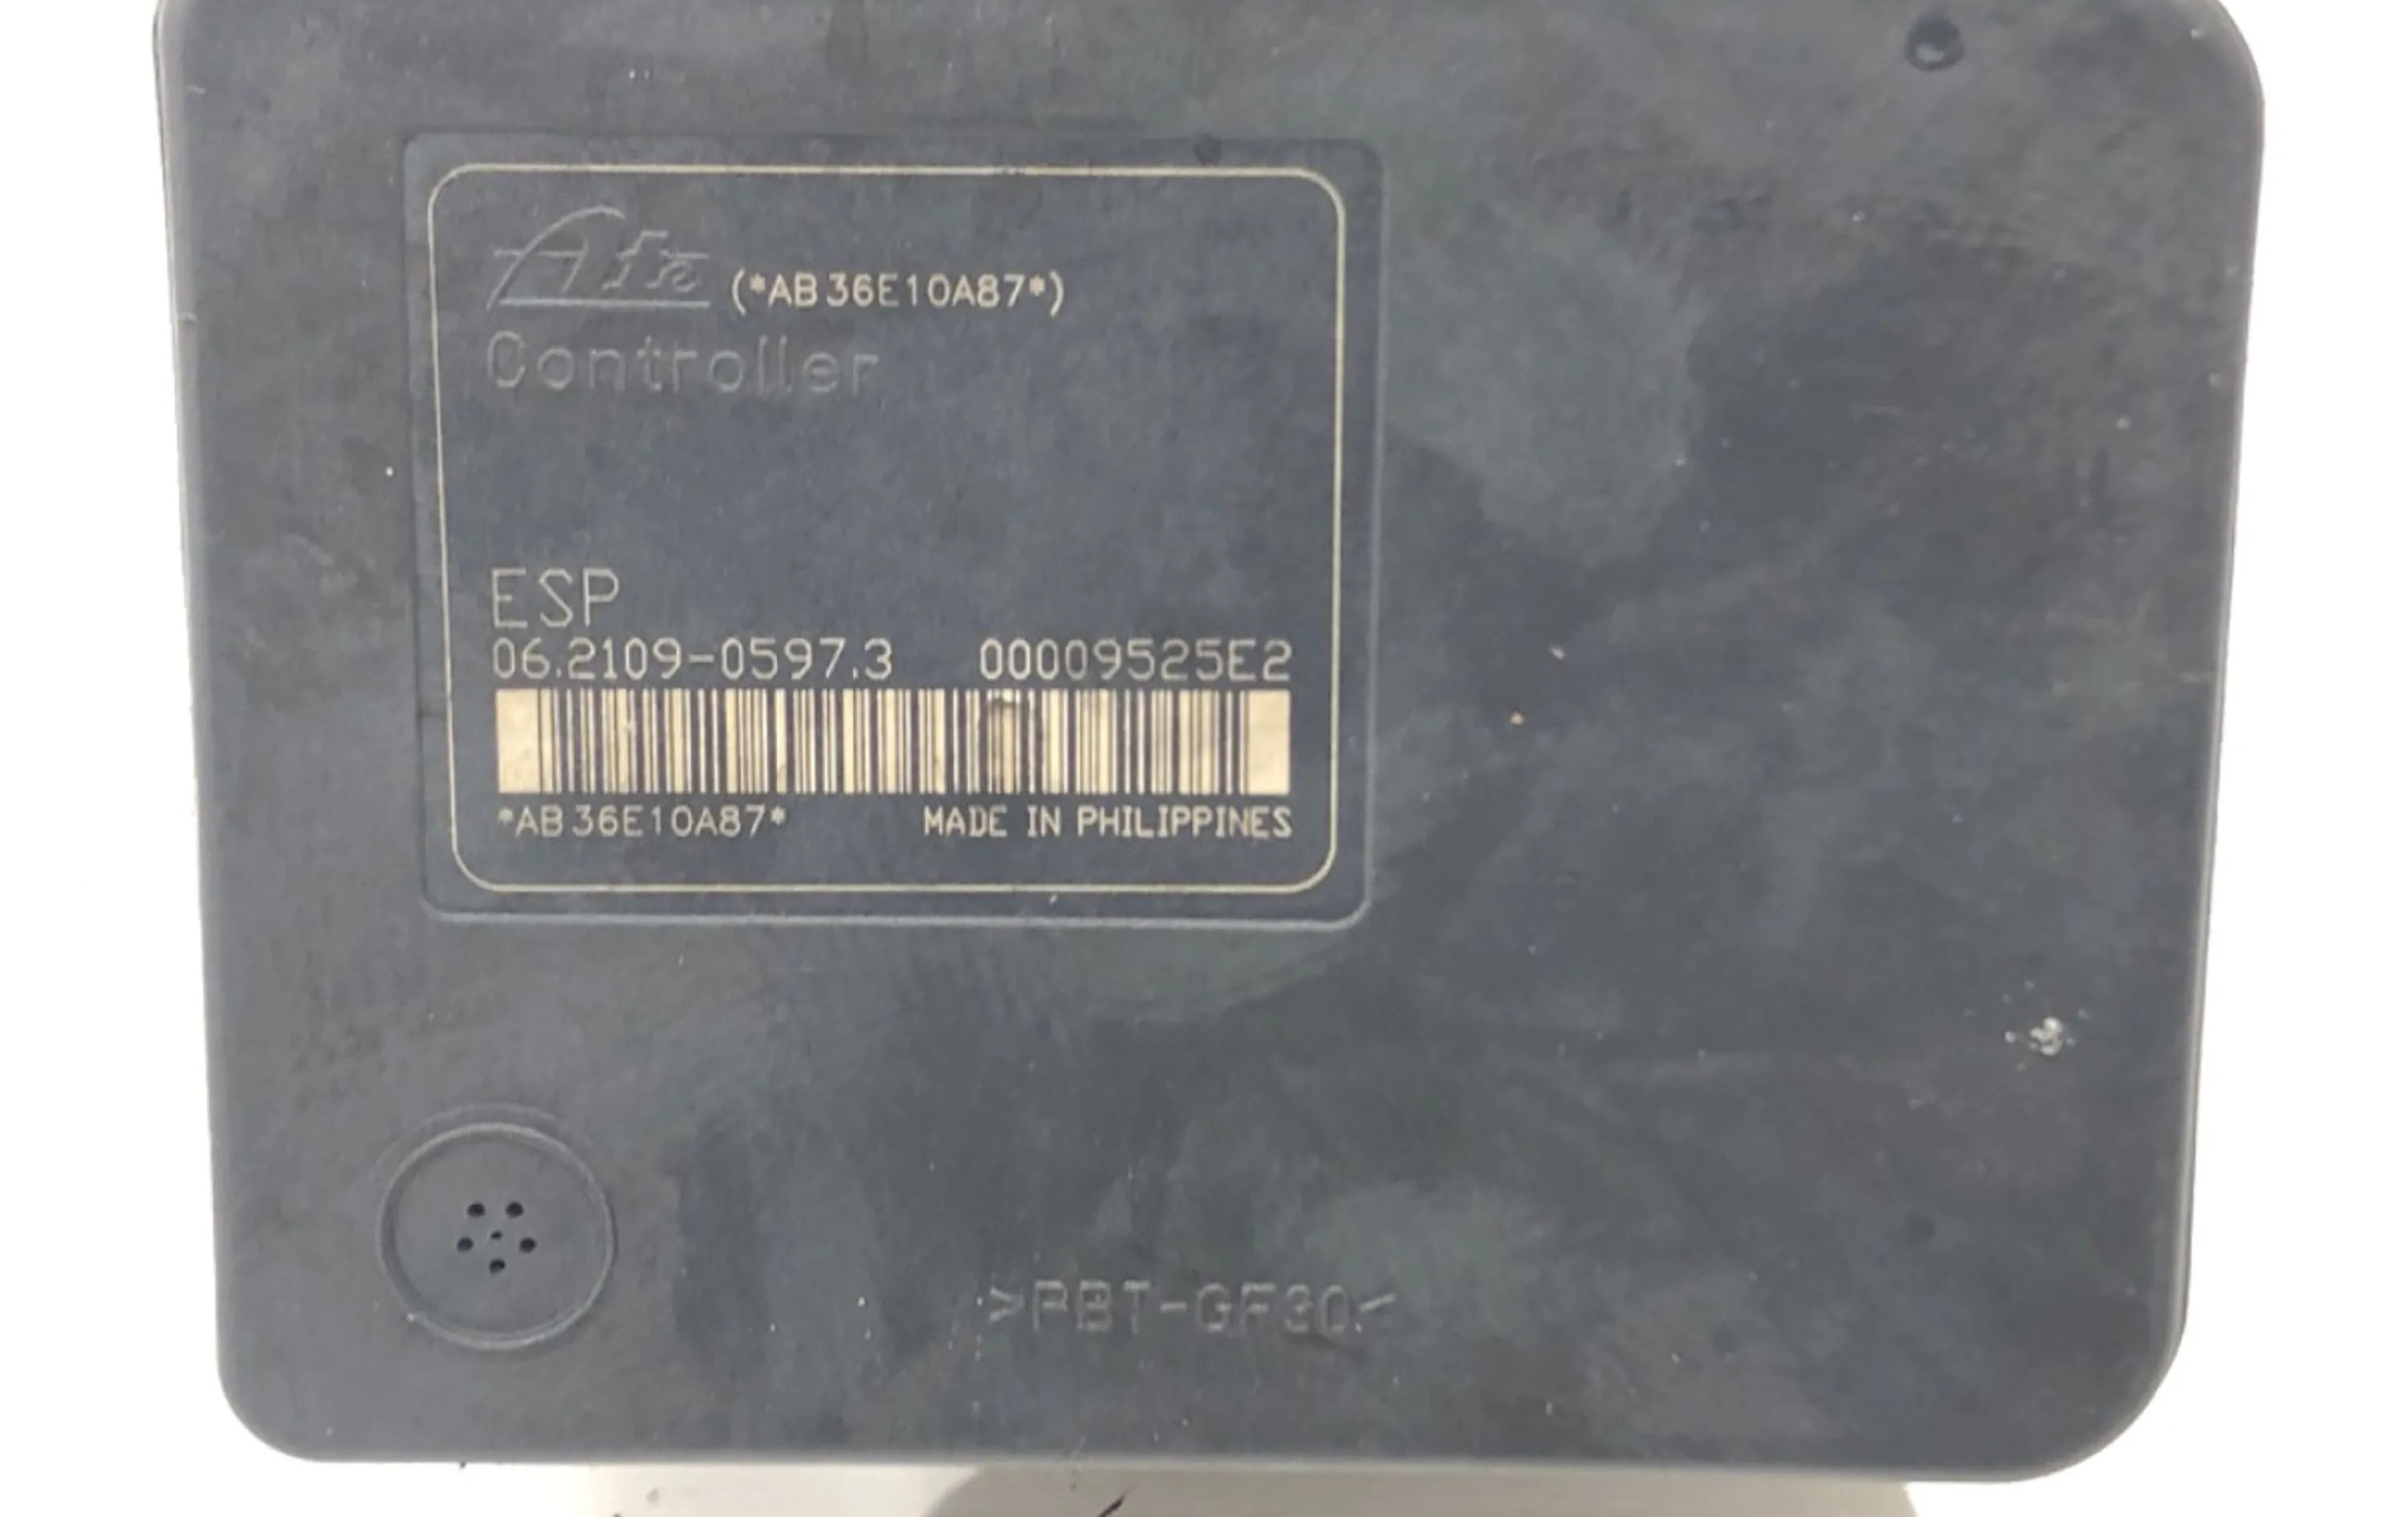 Ate (*AB36E10A87*)
Controller
ESP
06.2109-0597.3 00009525E2
*AB36E10A87* MADE IN PHILIPPINES
>PBT-GF30<